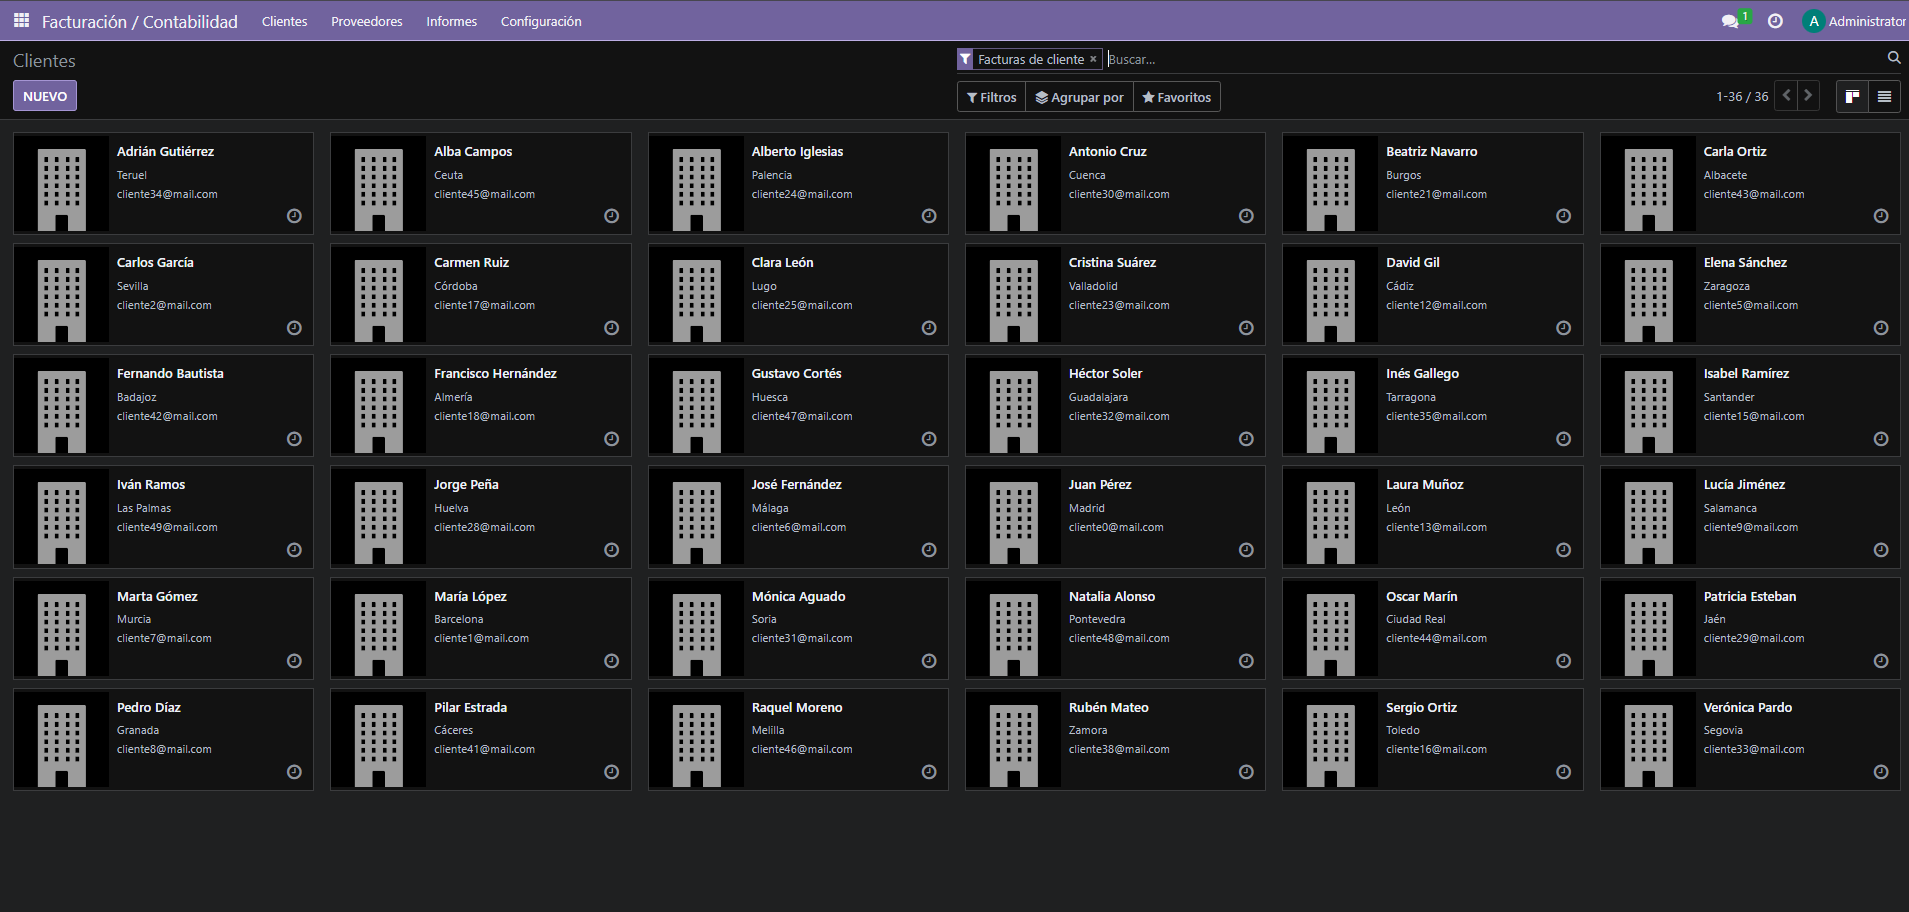 Facturación / Contabilidad Clientes Proveedores Informes Configuración 1 A Administrator
Clientes Facturas de cliente × Buscar...
NUEVO Filtros Agrupar por Favoritos 1-36 / 36
Adrián Gutiérrez
Teruel
cliente34@mail.com
Alba Campos
Ceuta
cliente45@mail.com
Alberto Iglesias
Palencia
cliente24@mail.com
Antonio Cruz
Cuenca
cliente30@mail.com
Beatriz Navarro
Burgos
cliente21@mail.com
Carla Ortiz
Albacete
cliente43@mail.com
Carlos García
Sevilla
cliente2@mail.com
Carmen Ruiz
Córdoba
cliente17@mail.com
Clara León
Lugo
cliente25@mail.com
Cristina Suárez
Valladolid
cliente23@mail.com
David Gil
Cádiz
cliente12@mail.com
Elena Sánchez
Zaragoza
cliente5@mail.com
Fernando Bautista
Badajoz
cliente42@mail.com
Francisco Hernández
Almería
cliente18@mail.com
Gustavo Cortés
Huesca
cliente47@mail.com
Héctor Soler
Guadalajara
cliente32@mail.com
Inés Gallego
Tarragona
cliente35@mail.com
Isabel Ramírez
Santander
cliente15@mail.com
Iván Ramos
Las Palmas
cliente49@mail.com
Jorge Peña
Huelva
cliente28@mail.com
José Fernández
Málaga
cliente6@mail.com
Juan Pérez
Madrid
cliente0@mail.com
Laura Muñoz
León
cliente13@mail.com
Lucía Jiménez
Salamanca
cliente9@mail.com
Marta Gómez
Murcia
cliente7@mail.com
María López
Barcelona
cliente1@mail.com
Mónica Aguado
Soria
cliente31@mail.com
Natalia Alonso
Pontevedra
cliente48@mail.com
Oscar Marín
Ciudad Real
cliente44@mail.com
Patricia Esteban
Jaén
cliente29@mail.com
Pedro Díaz
Granada
cliente8@mail.com
Pilar Estrada
Cáceres
cliente41@mail.com
Raquel Moreno
Melilla
cliente46@mail.com
Rubén Mateo
Zamora
cliente38@mail.com
Sergio Ortiz
Toledo
cliente16@mail.com
Verónica Pardo
Segovia
cliente33@mail.com